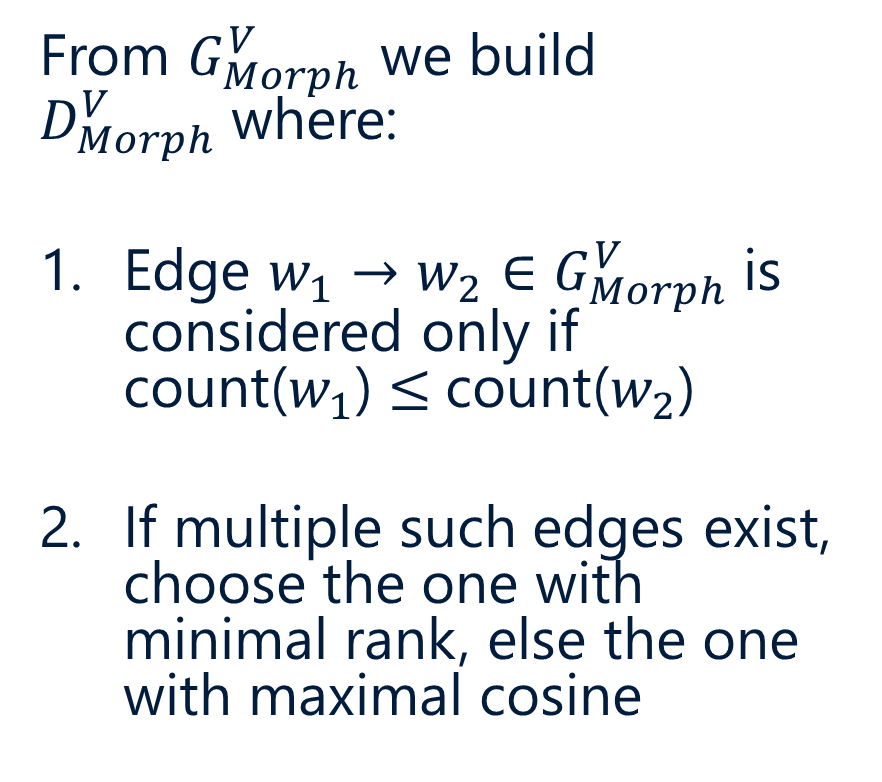 From $G^V_{Morph}$ we build
$D^V_{Morph}$ where:
1. Edge $w_1 \rightarrow w_2 \in G^V_{Morph}$ is
considered only if
count($w_1$) ≤ count($w_2$)
2. If multiple such edges exist,
choose the one with
minimal rank, else the one
with maximal cosine